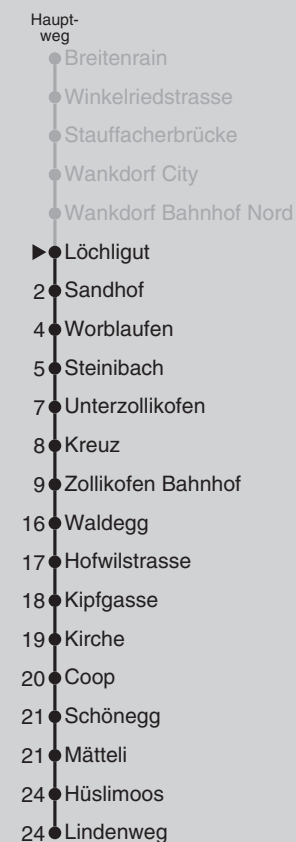 Haupt-
weg
Breitenrain
Winkelriedstrasse
Stauffacherbrücke
Wankdorf City
Wankdorf Bahnhof Nord
Löchligut
2 Sandhof
4 Worblaufen
5 Steinibach
7 Unterzollikofen
8 Kreuz
9 Zollikofen Bahnhof
16 Waldegg
17 Hofwilstrasse
18 Kipfgasse
19 Kirche
20 Coop
21 Schönegg
21 Mätteli
24 Hüslimoos
24 Lindenweg